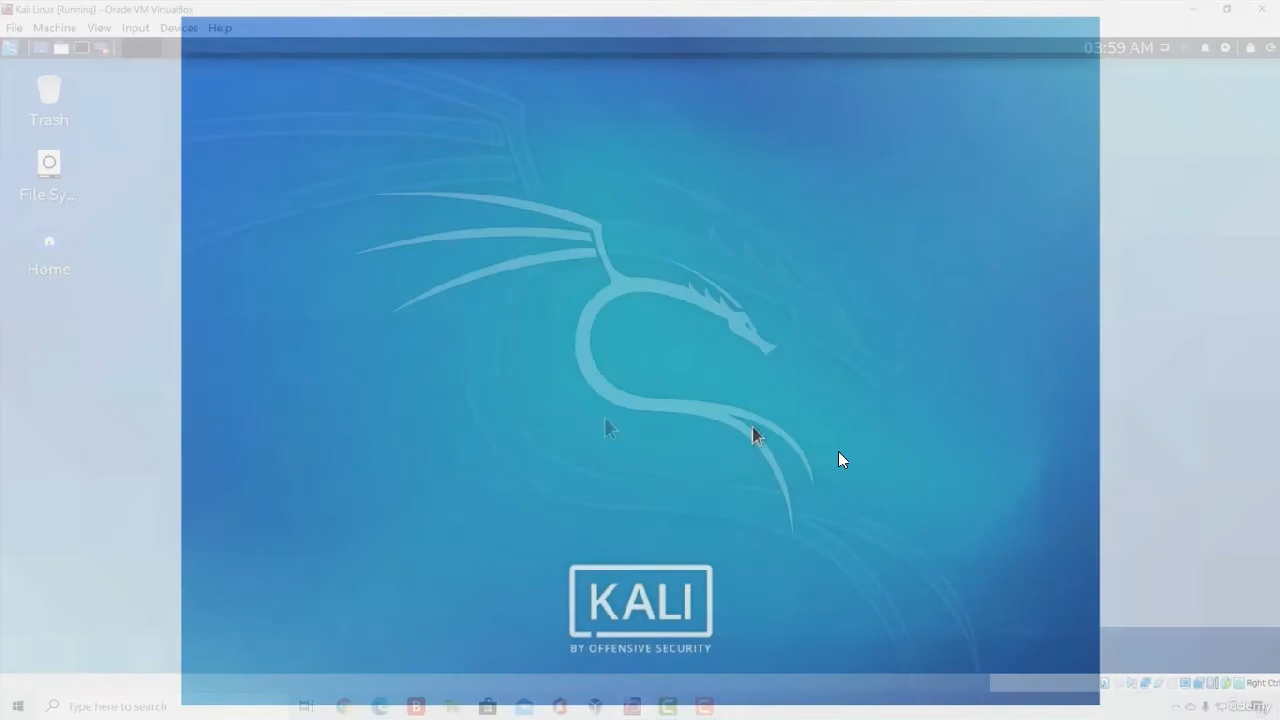 Kali Linux [Running] - Oracle VM VirtualBox
File Machine View Input Devices Help
03:59 AM
Trash
File Sy...
Home
KALI
BY OFFENSIVE SECURITY
Right Ctrl
Type here to search
Udemy